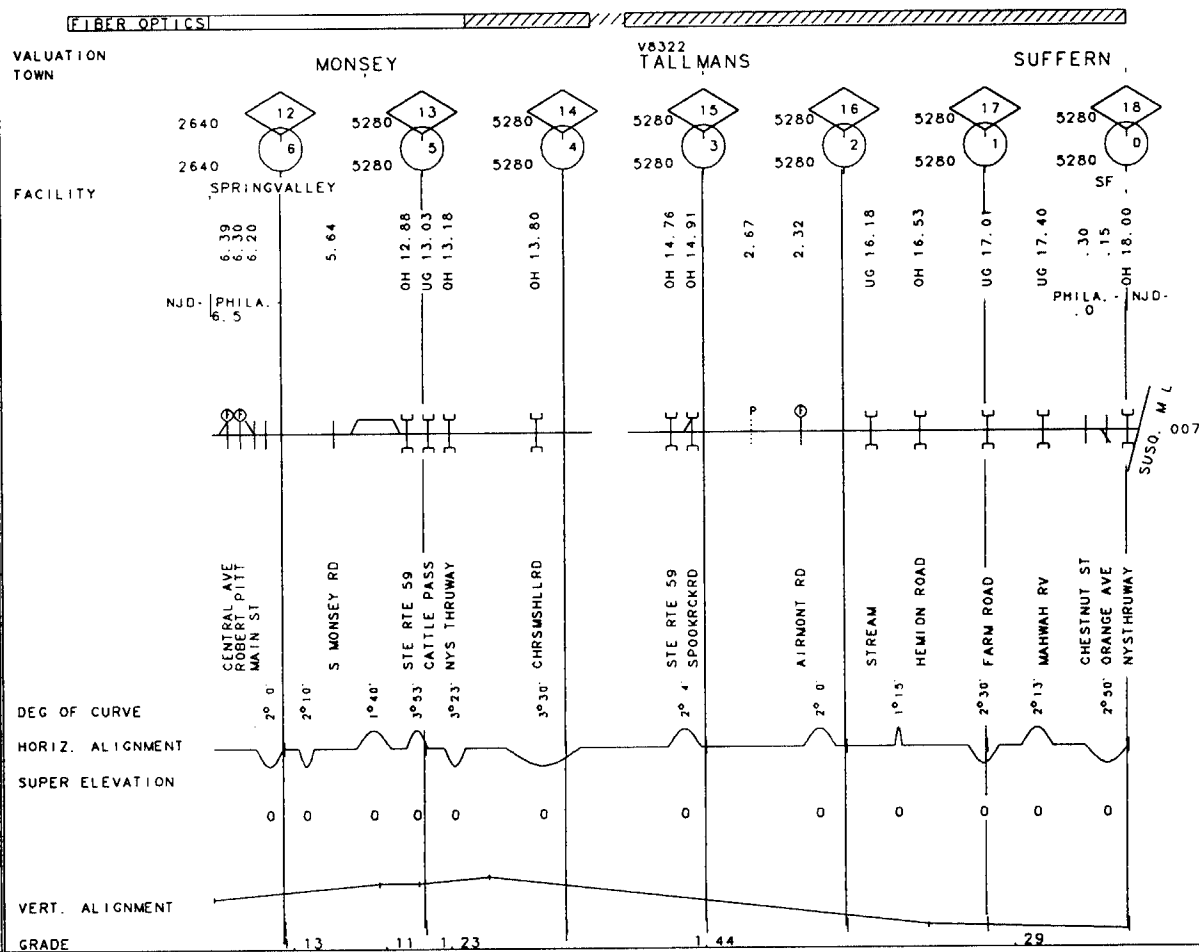 FIBER OPTICS
VALUATION V8322
TOWN MONSEY TALLMANS SUFFERN
12 13 14 15 16 17 18
2640 5280 5280 5280 5280 5280 5280
6 5 4 3 2 1 0
2640 5280 5280 5280 5280 5280 5280
FACILITY SPRINGVALLEY SF
6.39
6.30
6.20
5.64
OH 12.88
UG 13.03
OH 13.18
OH 13.80
OH 14.76
OH 14.91
2.67
2.32
UG 16.18
OH 16.53
UG 17.01
UG 17.40
.30
.15
OH 18.00
NJD- PHILA. PHILA. - NJD-
6.5 .0
F F P F
SUSQ. M L
007
CENTRAL AVE
ROBERT PITT
MAIN ST
S MONSEY RD
STE RTE 59
CATTLE PASS
NYS THRUWAY
CHRSMSHLLRD
STE RTE 59
SPOOKRCKRD
AIRMONT RD
STREAM
HEMION ROAD
FARM ROAD
MAHWAH RV
CHESTNUT ST
ORANGE AVE
NYSTHRUWAY
DEG OF CURVE 2° 0' 2°10' 1°40' 3°53' 3°23' 3°30' 2° 4' 2° 0' 1°15' 2°30' 2°13' 2°50'
HORIZ. ALIGNMENT
SUPER ELEVATION
0 0 0 0 0 0 0 0 0 0 0 0
VERT. ALIGNMENT
GRADE 1.13 .11 1.23 1.44 .29